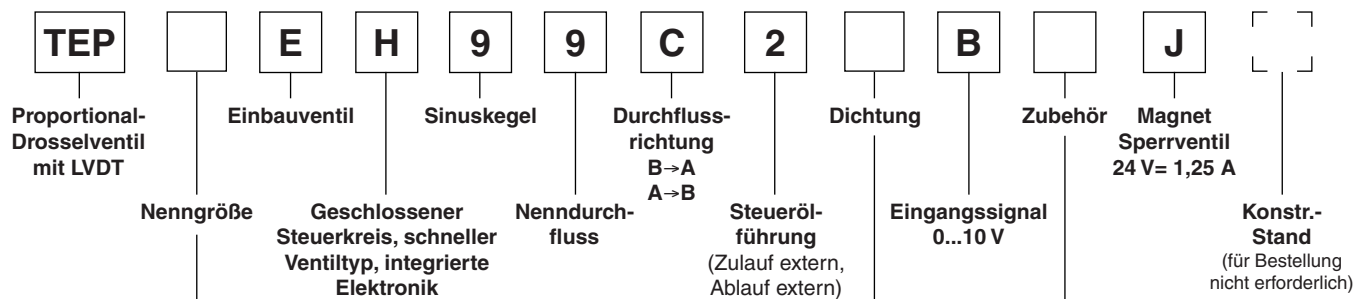 TEP E H 9 9 C 2 B J
Proportional-
Drosselventil
mit LVDT
Einbauventil
Sinuskegel
Durchfluss-
richtung
B→A
A→B
Dichtung
Zubehör
Magnet
Sperrventil
24 V= 1,25 A
Nenngröße
Geschlossener
Steuerkreis, schneller
Ventiltyp, integrierte
Elektronik
Nenndurch-
fluss
Steueröl-
führung
(Zulauf extern,
Ablauf extern)
Eingangssignal
0...10 V
Konstr.-
Stand
(für Bestellung
nicht erforderlich)